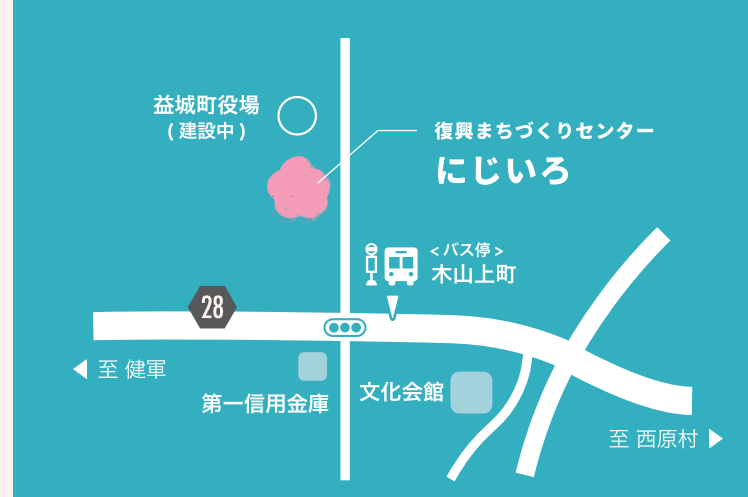 益城町役場
( 建設中 )
復興まちづくりセンター
にじいろ
< バス停 >
木山上町
28
至 健軍
第一信用金庫
文化会館
至 西原村